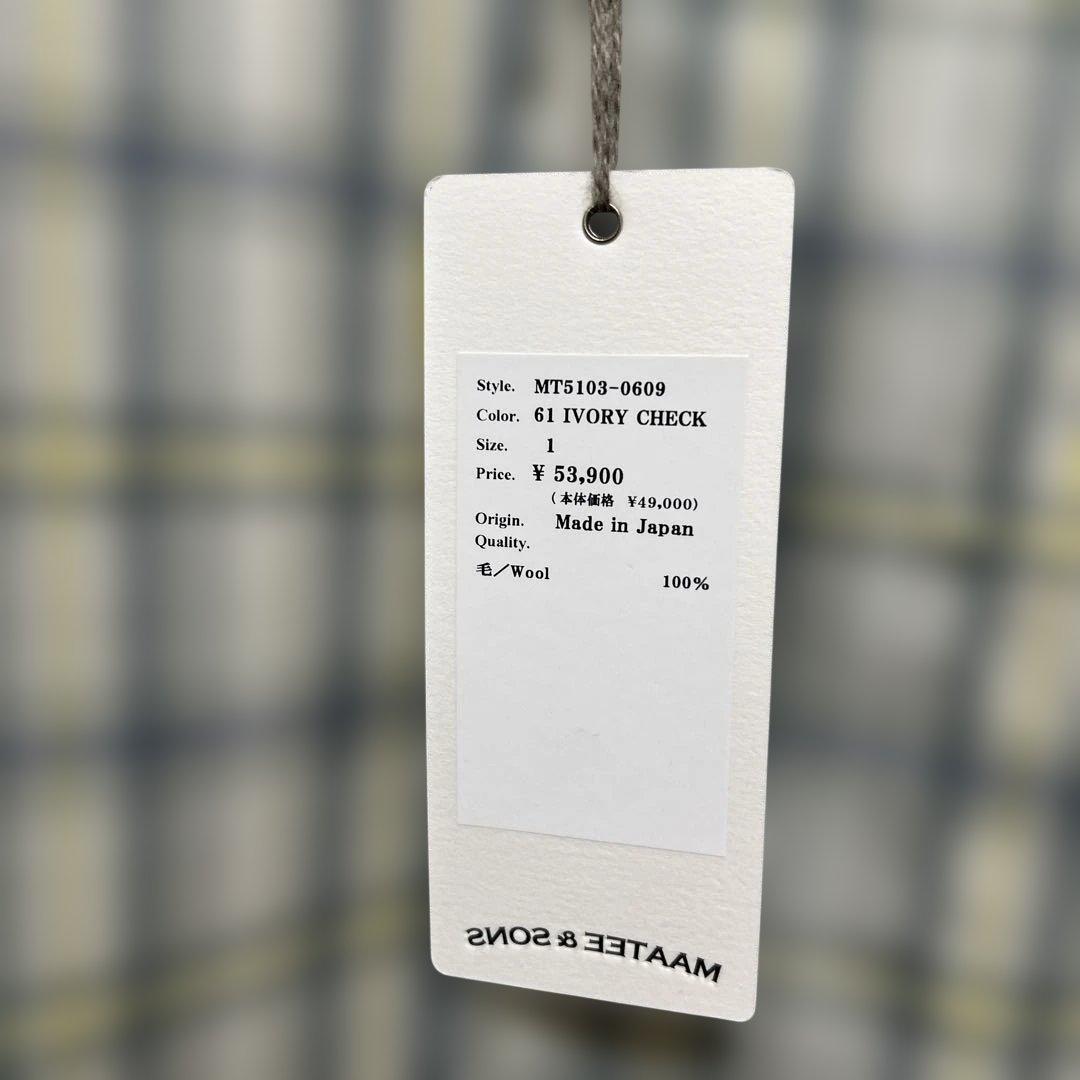 Style. MT5103-0609
Color. 61 IVORY CHECK
Size. 1
Price. ¥ 53,900
(本体価格 ¥49,000)
Origin. Made in Japan
Quality.
毛／Wool 100%
MAATEE & SONS